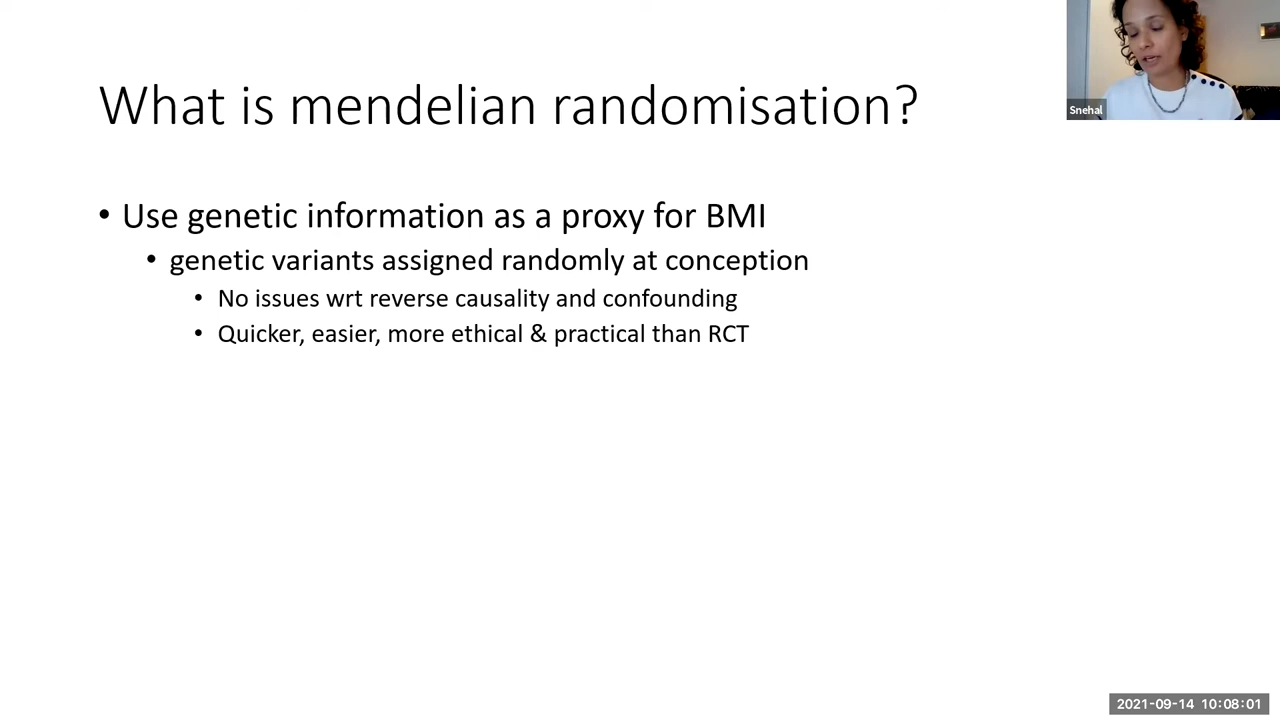 What is mendelian randomisation?
Snehal
• Use genetic information as a proxy for BMI
• genetic variants assigned randomly at conception
• No issues wrt reverse causality and confounding
• Quicker, easier, more ethical & practical than RCT
2021-09-14 10:08:01